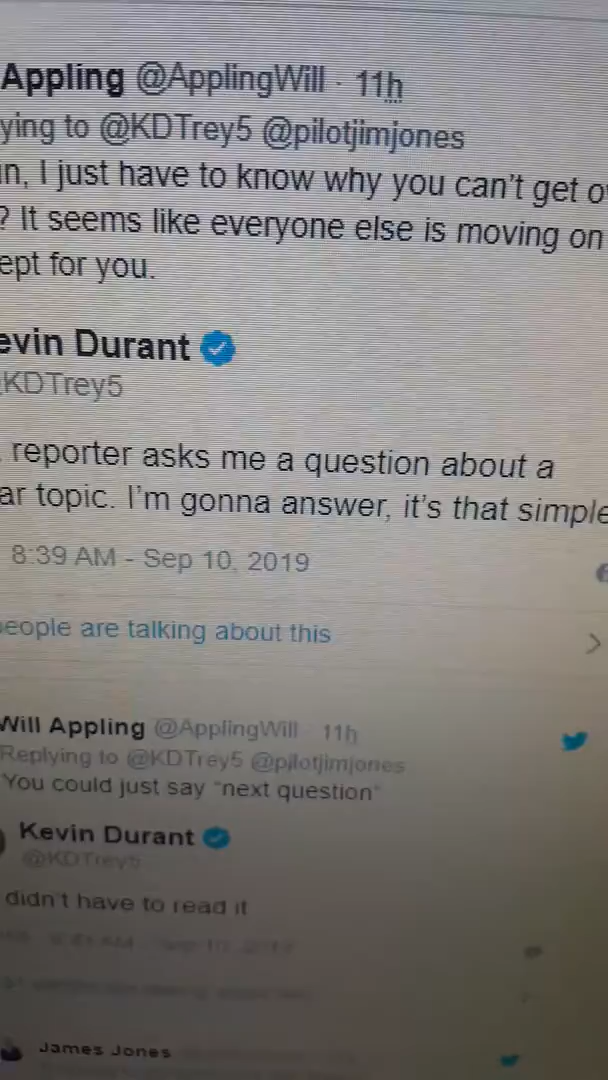 Appling @ApplingWill · 11h
ying to @KDTrey5 @pilotjimjones
n, I just have to know why you can't get o
? It seems like everyone else is moving on
ept for you.
evin Durant
KDTrey5
reporter asks me a question about a
ar topic. I'm gonna answer, it's that simple
8:39 AM - Sep 10, 2019
eople are talking about this
Will Appling @ApplingWill · 11h
Replying to @KDTrey5 @pilotjimjones
You could just say "next question"
Kevin Durant
@KDTrey5
didn't have to read it
James Jones